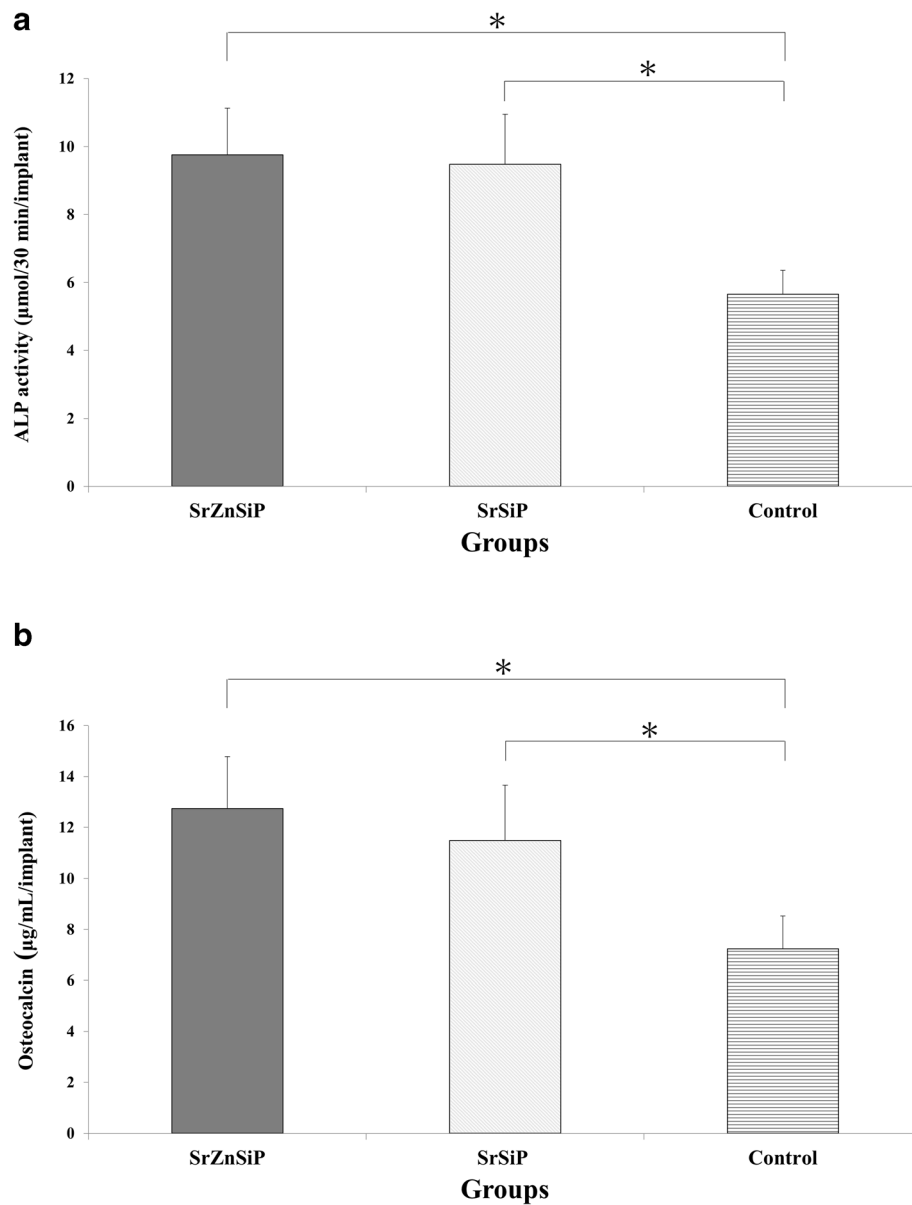 a
*
*
12
10
8
6
4
2
0
ALP activity (μmol/30 min/implant)
SrZnSiP SrSiP Control
Groups
b
*
*
16
14
12
10
8
6
4
2
0
Osteocalcin (μg/mL/implant)
SrZnSiP SrSiP Control
Groups